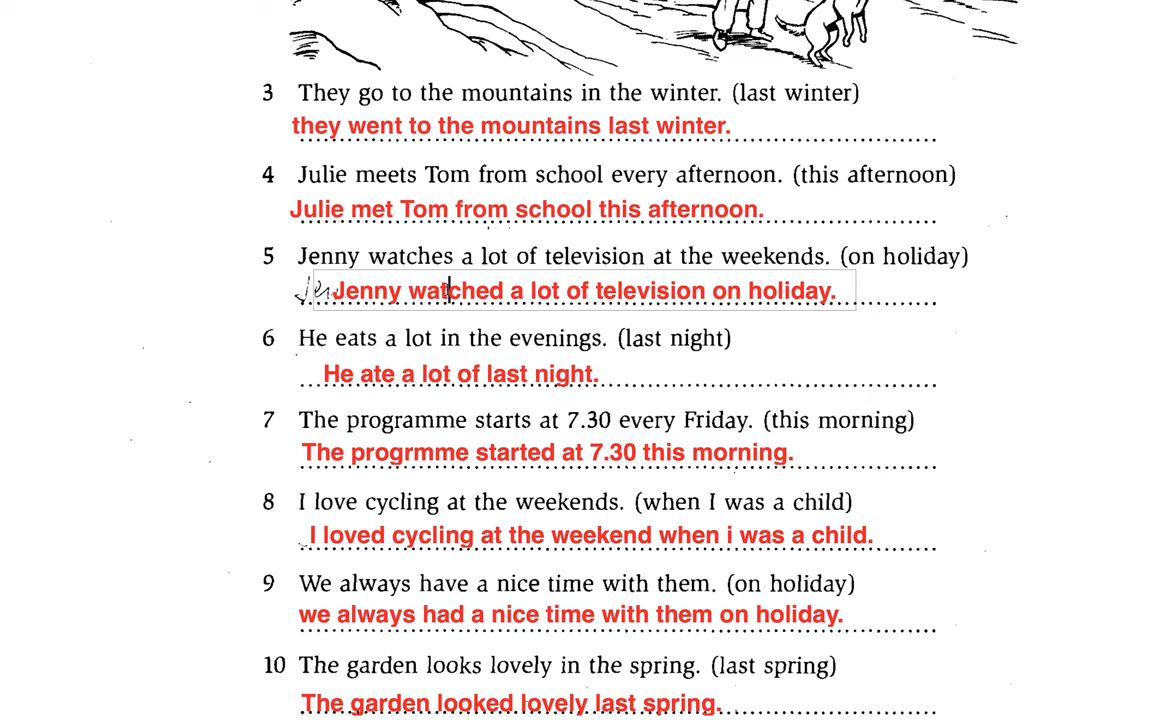 3 They go to the mountains in the winter. (last winter)
they went to the mountains last winter.
4 Julie meets Tom from school every afternoon. (this afternoon)
Julie met Tom from school this afternoon.
5 Jenny watches a lot of television at the weekends. (on holiday)
Jenny watched a lot of television on holiday.
6 He eats a lot in the evenings. (last night)
He ate a lot of last night.
7 The programme starts at 7.30 every Friday. (this morning)
The progrmme started at 7.30 this morning.
8 I love cycling at the weekends. (when I was a child)
I loved cycling at the weekend when i was a child.
9 We always have a nice time with them. (on holiday)
we always had a nice time with them on holiday.
10 The garden looks lovely in the spring. (last spring)
The garden looked lovely last spring.